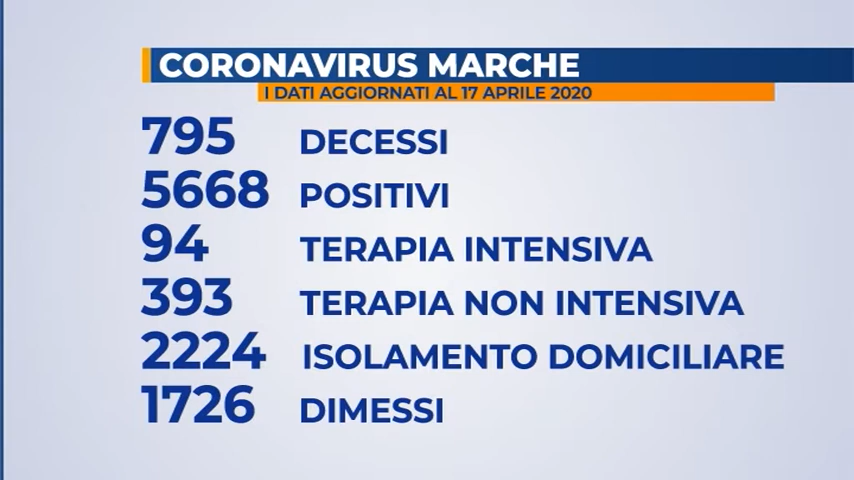 CORONAVIRUS MARCHE
I DATI AGGIORNATI AL 17 APRILE 2020
795 DECESSI
5668 POSITIVI
94 TERAPIA INTENSIVA
393 TERAPIA NON INTENSIVA
2224 ISOLAMENTO DOMICILIARE
1726 DIMESSI